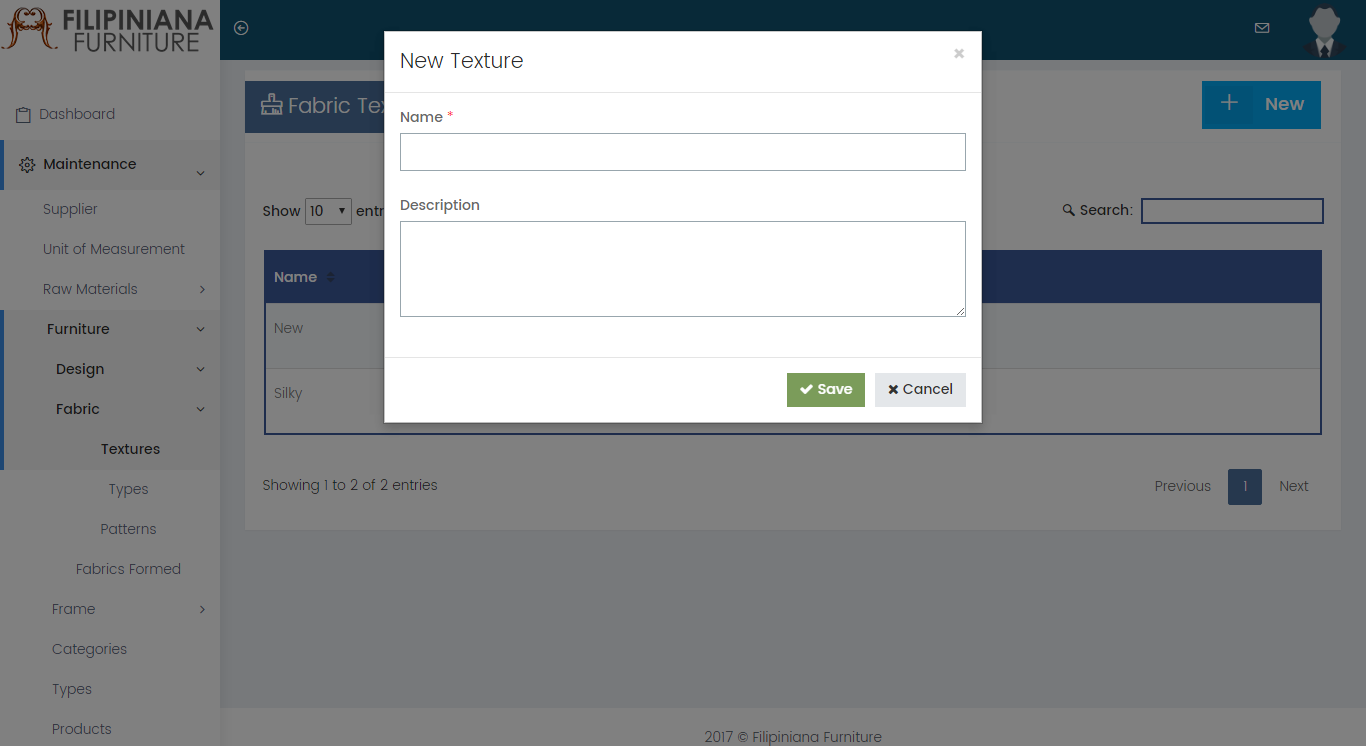 FILIPINIANA
FURNITURE
Dashboard
Maintenance
Supplier
Unit of Measurement
Raw Materials
Furniture
Design
Fabric
Textures
Types
Patterns
Fabrics Formed
Frame
Categories
Types
Products
Fabric Tex
New
New Texture
×
Name *
Description
Save Cancel
Show 10 entr
Search:
Name
New
Silky
Showing 1 to 2 of 2 entries
Previous 1 Next
2017 © Filipiniana Furniture